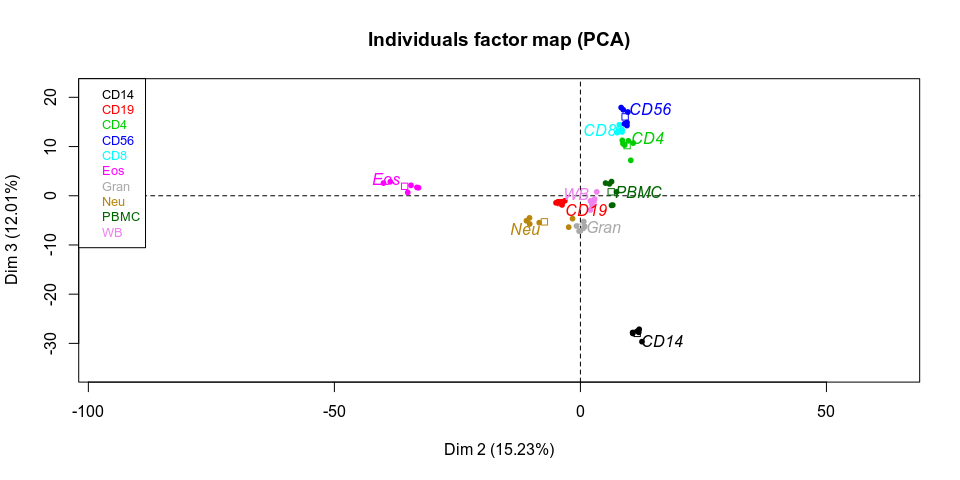 Individuals factor map (PCA)
20
10
0
-10
-20
-30
Dim 3 (12.01%)
CD14
CD19
CD4
CD56
CD8
Eos
Gran
Neu
PBMC
WB
CD56
CD8
CD4
Eos
WB
PBMC
CD19
Neu
Gran
CD14
-100
-50
0
50
Dim 2 (15.23%)